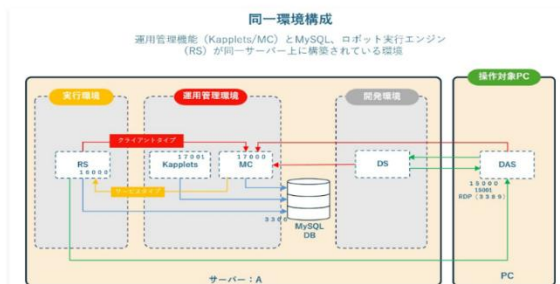 同一環境構成
運用管理機能（Kapplets/MC）とMySQL、ロボット実行エンジン
（RS）が同一サーバー上に構築されている環境
操作対象PC
実行環境
運用管理環境
開発環境
クライアントタイプ
RS
16000
17001
Kapplets
17000
MC
DS
DAS
サービスタイプ
15000
15001
RDP（3389）
3306
MySQL
DB
サーバー：A
PC